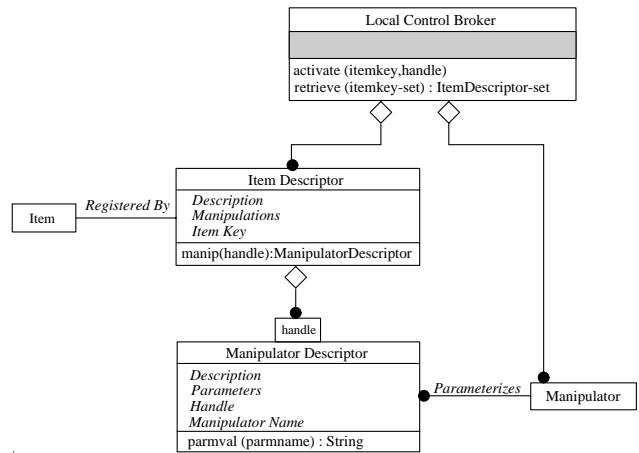 Local Control Broker
activate (itemkey,handle)
retrieve (itemkey-set) : ItemDescriptor-set
Item Descriptor
Description
Manipulations
Item Key
manip(handle):ManipulatorDescriptor
Registered By
Item
handle
Manipulator Descriptor
Description
Parameters
Handle
Manipulator Name
parmval (parmname) : String
Parameterizes
Manipulator